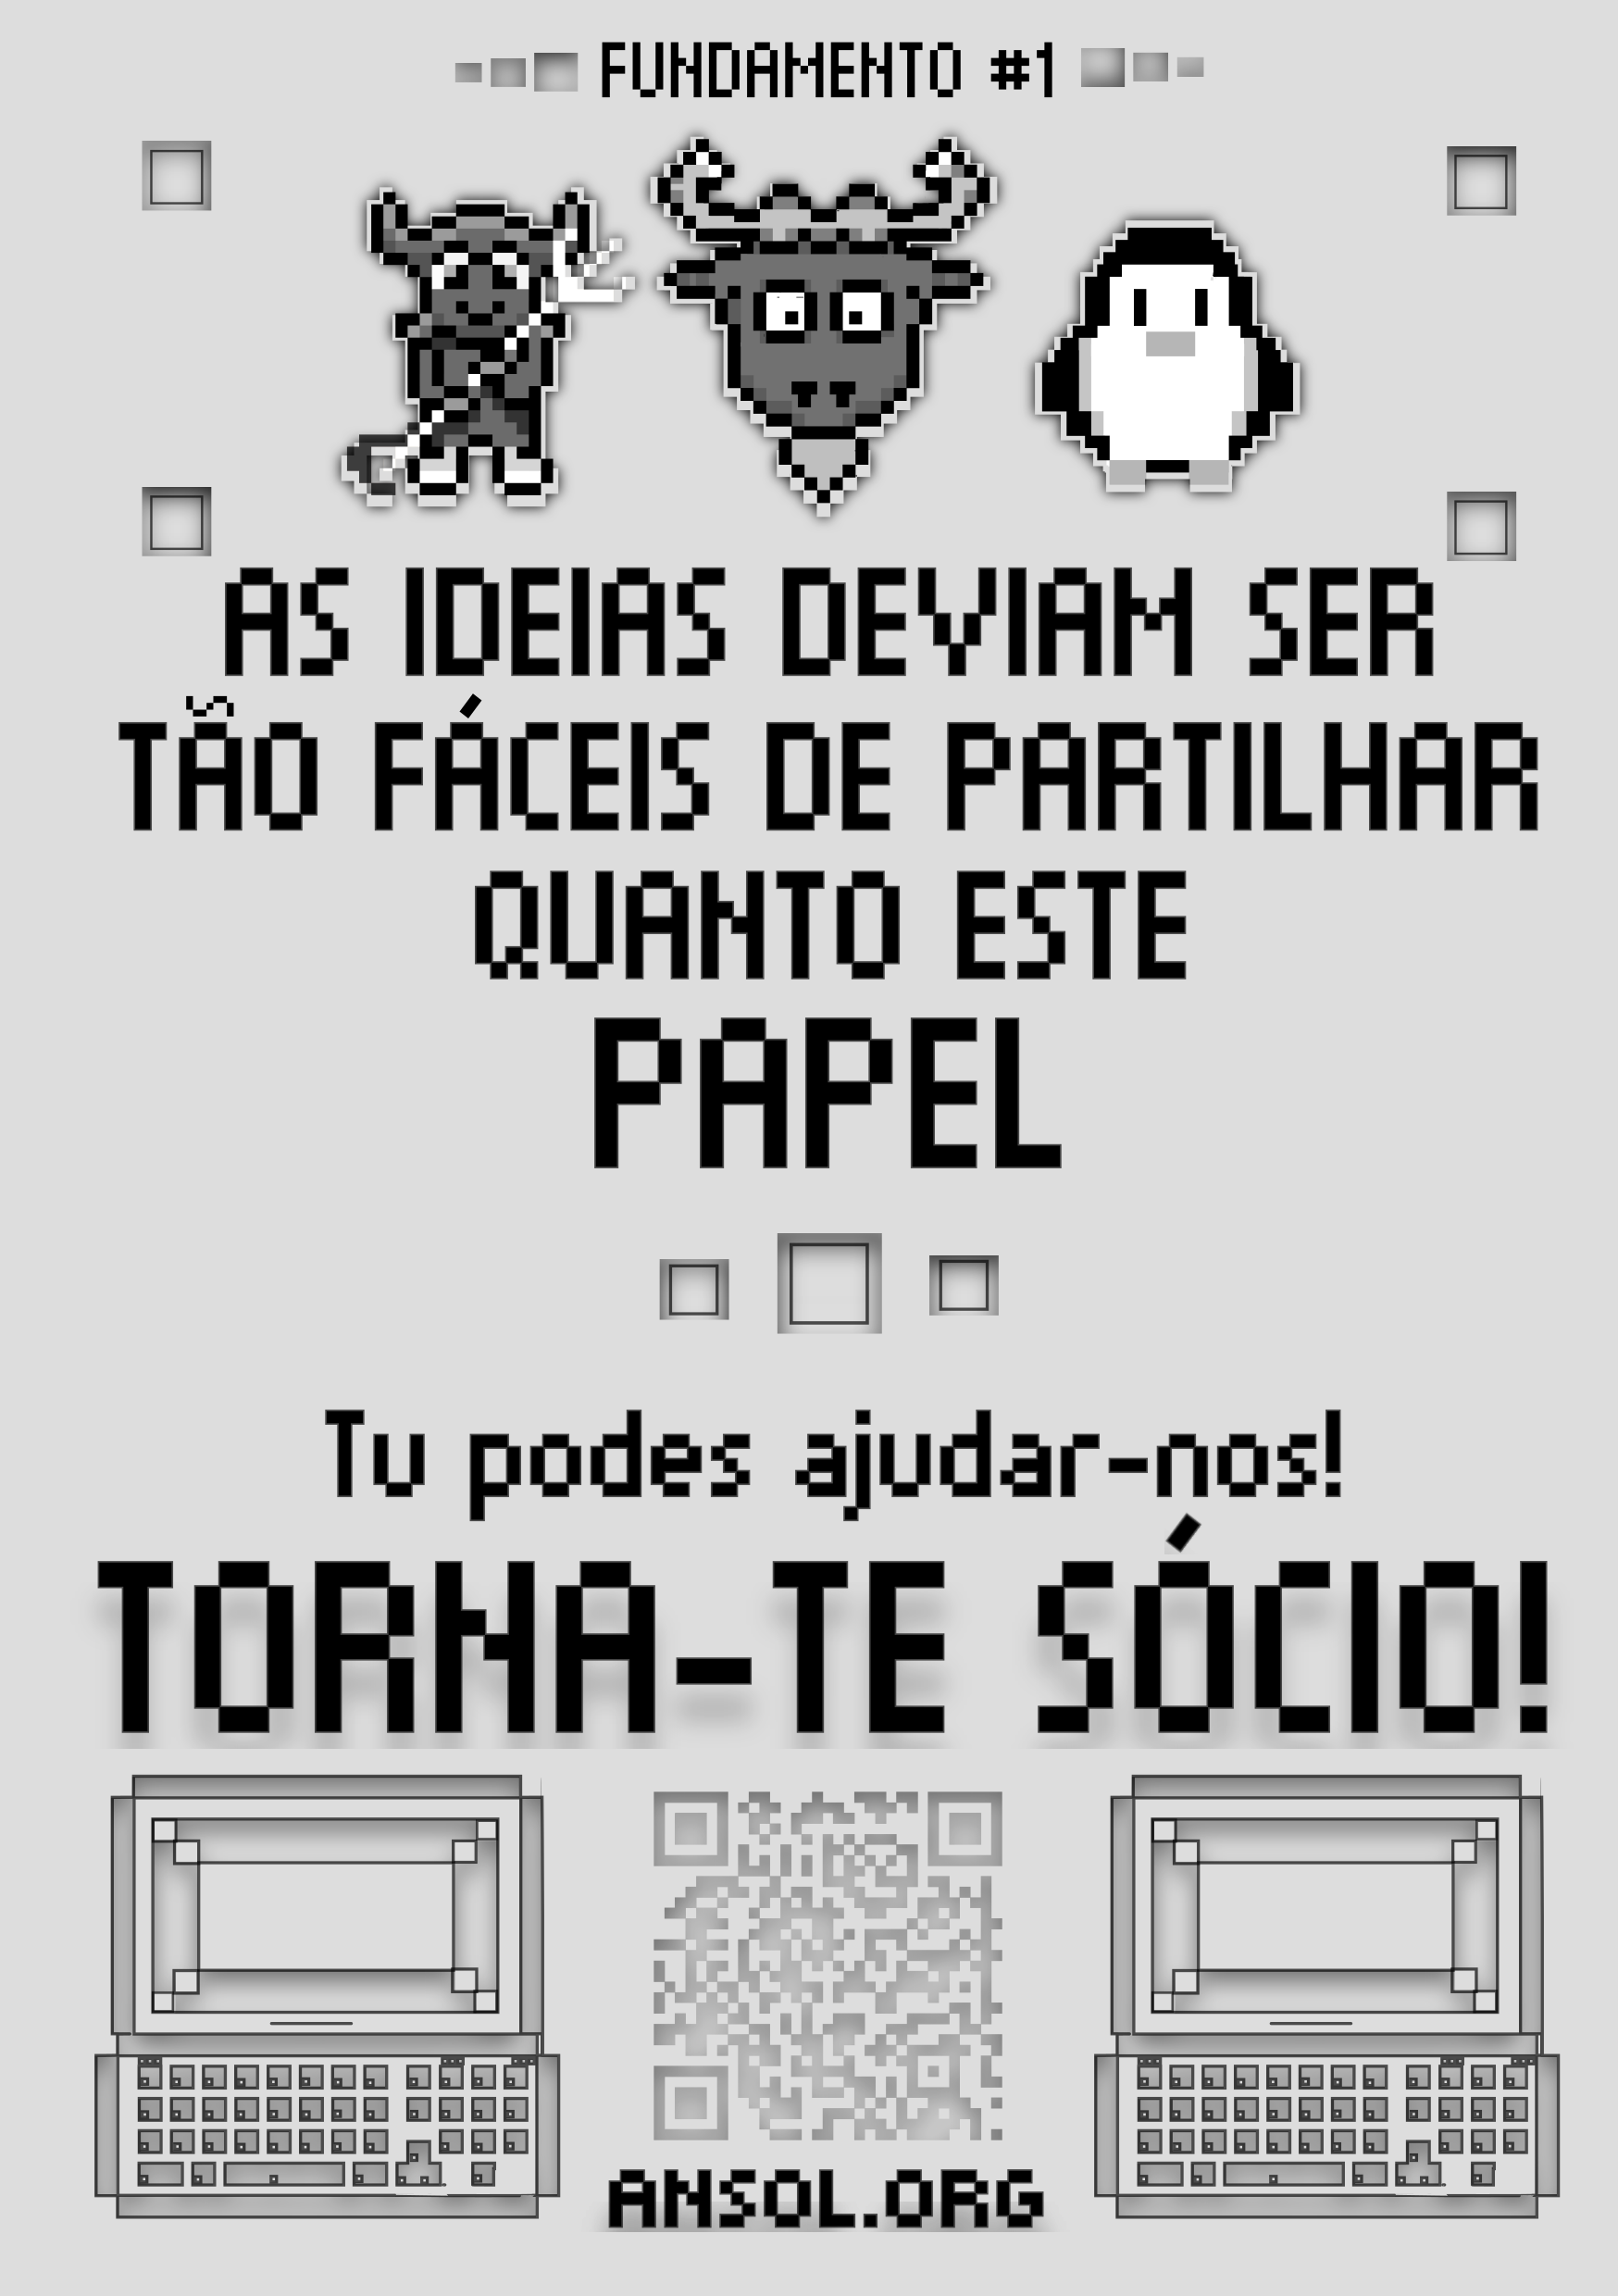 FUNDAMENTO #1
AS IDEIAS DEVIAM SER
TÃO FÁCEIS DE PARTILHAR
QUANTO ESTE
PAPEL
Tu podes ajudar-nos!
TORNA-TE SÓCIO!
ANSOL.ORG